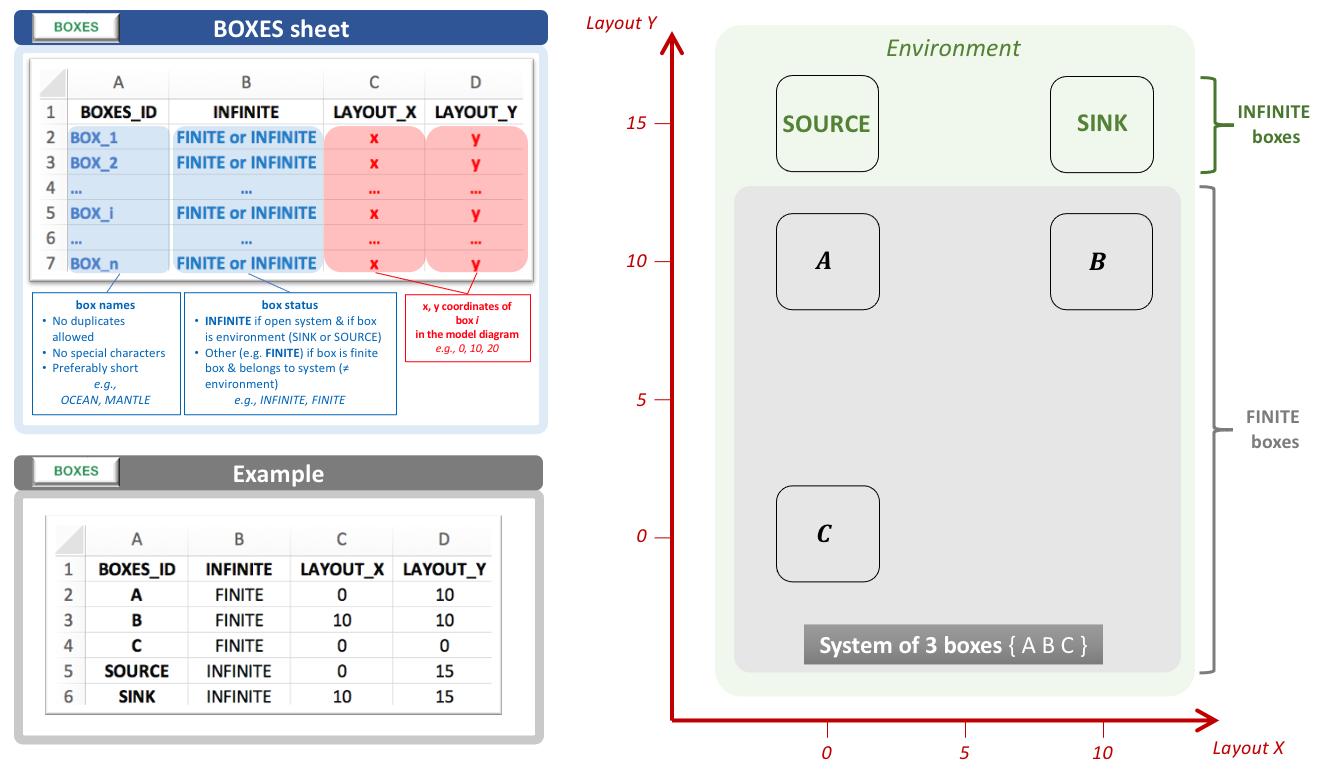 BOXES
BOXES sheet
A B C D
1 BOXES_ID INFINITE LAYOUT_X LAYOUT_Y
2 BOX_1 FINITE or INFINITE x y
3 BOX_2 FINITE or INFINITE x y
4 ... ... ... ...
5 BOX_i FINITE or INFINITE x y
6 ... ... ... ...
7 BOX_n FINITE or INFINITE x y
box names
• No duplicates
allowed
• No special characters
• Preferably short
e.g.,
OCEAN, MANTLE
box status
• INFINITE if open system & if box
is environment (SINK or SOURCE)
• Other (e.g. FINITE) if box is finite
box & belongs to system (≠
environment)
e.g., INFINITE, FINITE
x, y coordinates of
box i
in the model diagram
e.g., 0, 10, 20
BOXES
Example
A B C D
1 BOXES_ID INFINITE LAYOUT_X LAYOUT_Y
2 A FINITE 0 10
3 B FINITE 10 10
4 C FINITE 0 0
5 SOURCE INFINITE 0 15
6 SINK INFINITE 10 15
Layout Y
Environment
SOURCE
SINK
INFINITE
boxes
15
A
B
10
5
FINITE
boxes
0
C
System of 3 boxes { A B C }
0 5 10
Layout X